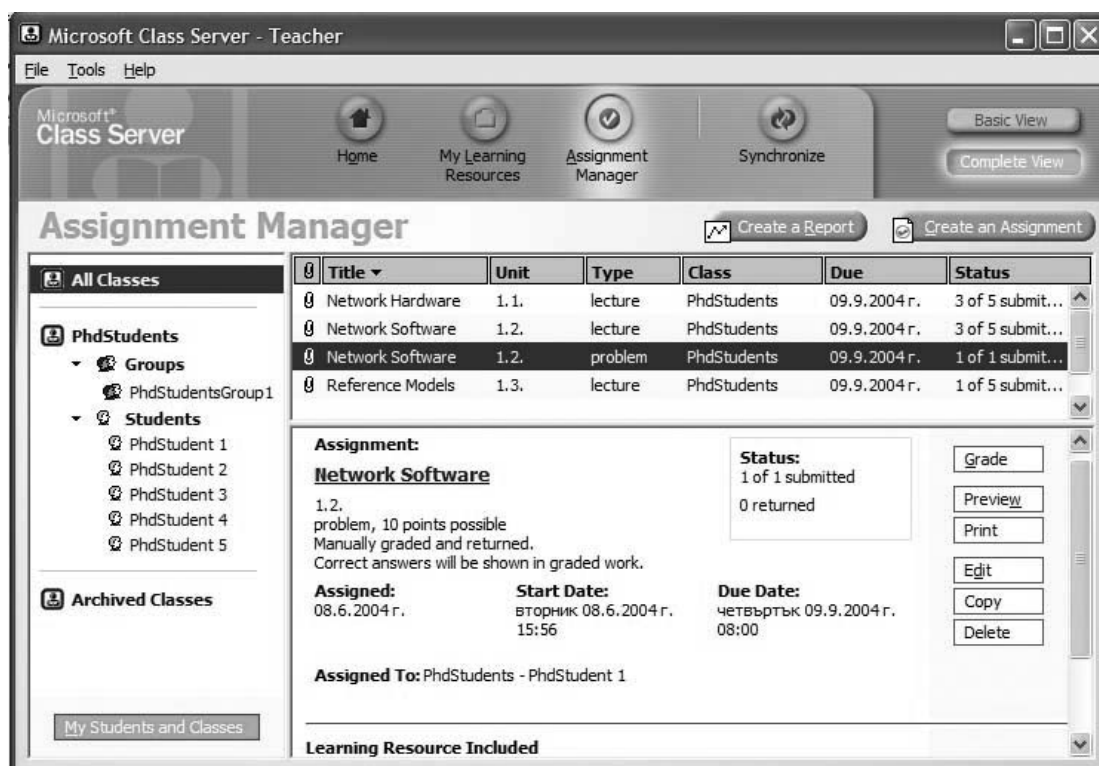 Microsoft Class Server - Teacher
File Tools Help
Microsoft®
Class Server
Home
My Learning
Resources
Assignment
Manager
Synchronize
Basic View
Complete View
Assignment Manager
Create a Report
Create an Assignment
All Classes
PhdStudents
Groups
PhdStudentsGroup1
Students
PhdStudent 1
PhdStudent 2
PhdStudent 3
PhdStudent 4
PhdStudent 5
Archived Classes
My Students and Classes
Title Unit Type Class Due Status
Network Hardware 1.1. lecture PhdStudents 09.9.2004 г. 3 of 5 submit...
Network Software 1.2. lecture PhdStudents 09.9.2004 г. 3 of 5 submit...
Network Software 1.2. problem PhdStudents 09.9.2004 г. 1 of 1 submit...
Reference Models 1.3. lecture PhdStudents 09.9.2004 г. 1 of 5 submit...
Assignment:
Network Software
1.2.
problem, 10 points possible
Manually graded and returned.
Correct answers will be shown in graded work.
Status:
1 of 1 submitted
0 returned
Assigned:
08.6.2004 г.
Start Date:
вторник 08.6.2004 г.
15:56
Due Date:
четвъртък 09.9.2004 г.
08:00
Assigned To: PhdStudents - PhdStudent 1
Learning Resource Included
Grade
Preview
Print
Edit
Copy
Delete